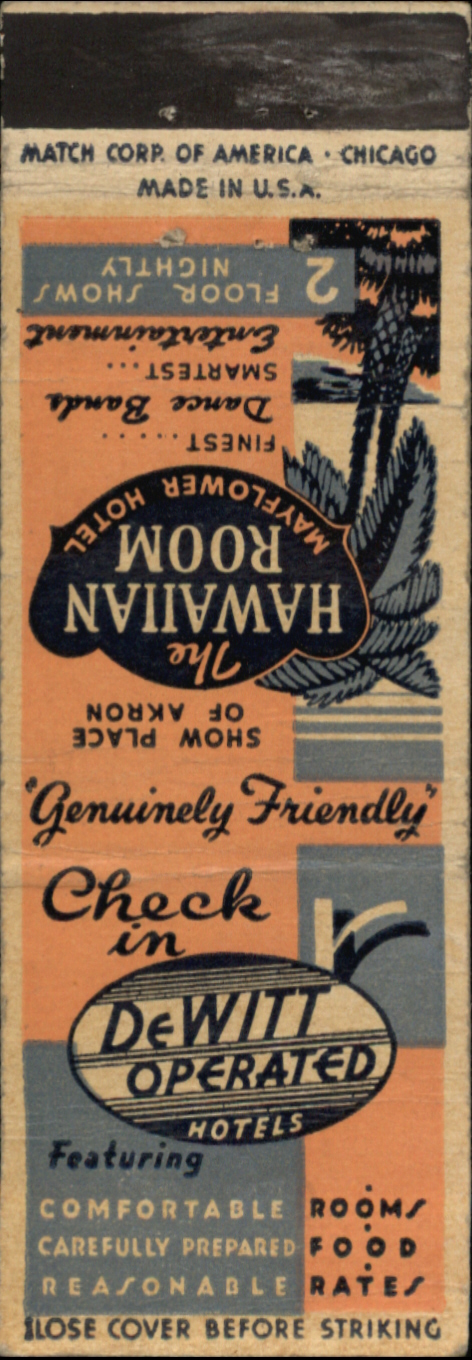 MATCH CORP. OF AMERICA · CHICAGO
MADE IN U.S.A.
SHOW PLACE
OF AKRON
The
HAWAIIAN
ROOM
MAYFLOWER HOTEL
FINEST.....
Dance Bands
SMARTEST...
Entertainment
2 FLOOR SHOWS
NIGHTLY
"Genuinely Friendly"
Check
in
DeWITT
OPERATED
HOTELS
Featuring
COMFORTABLE ROOMS
CAREFULLY PREPARED FOOD
REASONABLE RATES
CLOSE COVER BEFORE STRIKING